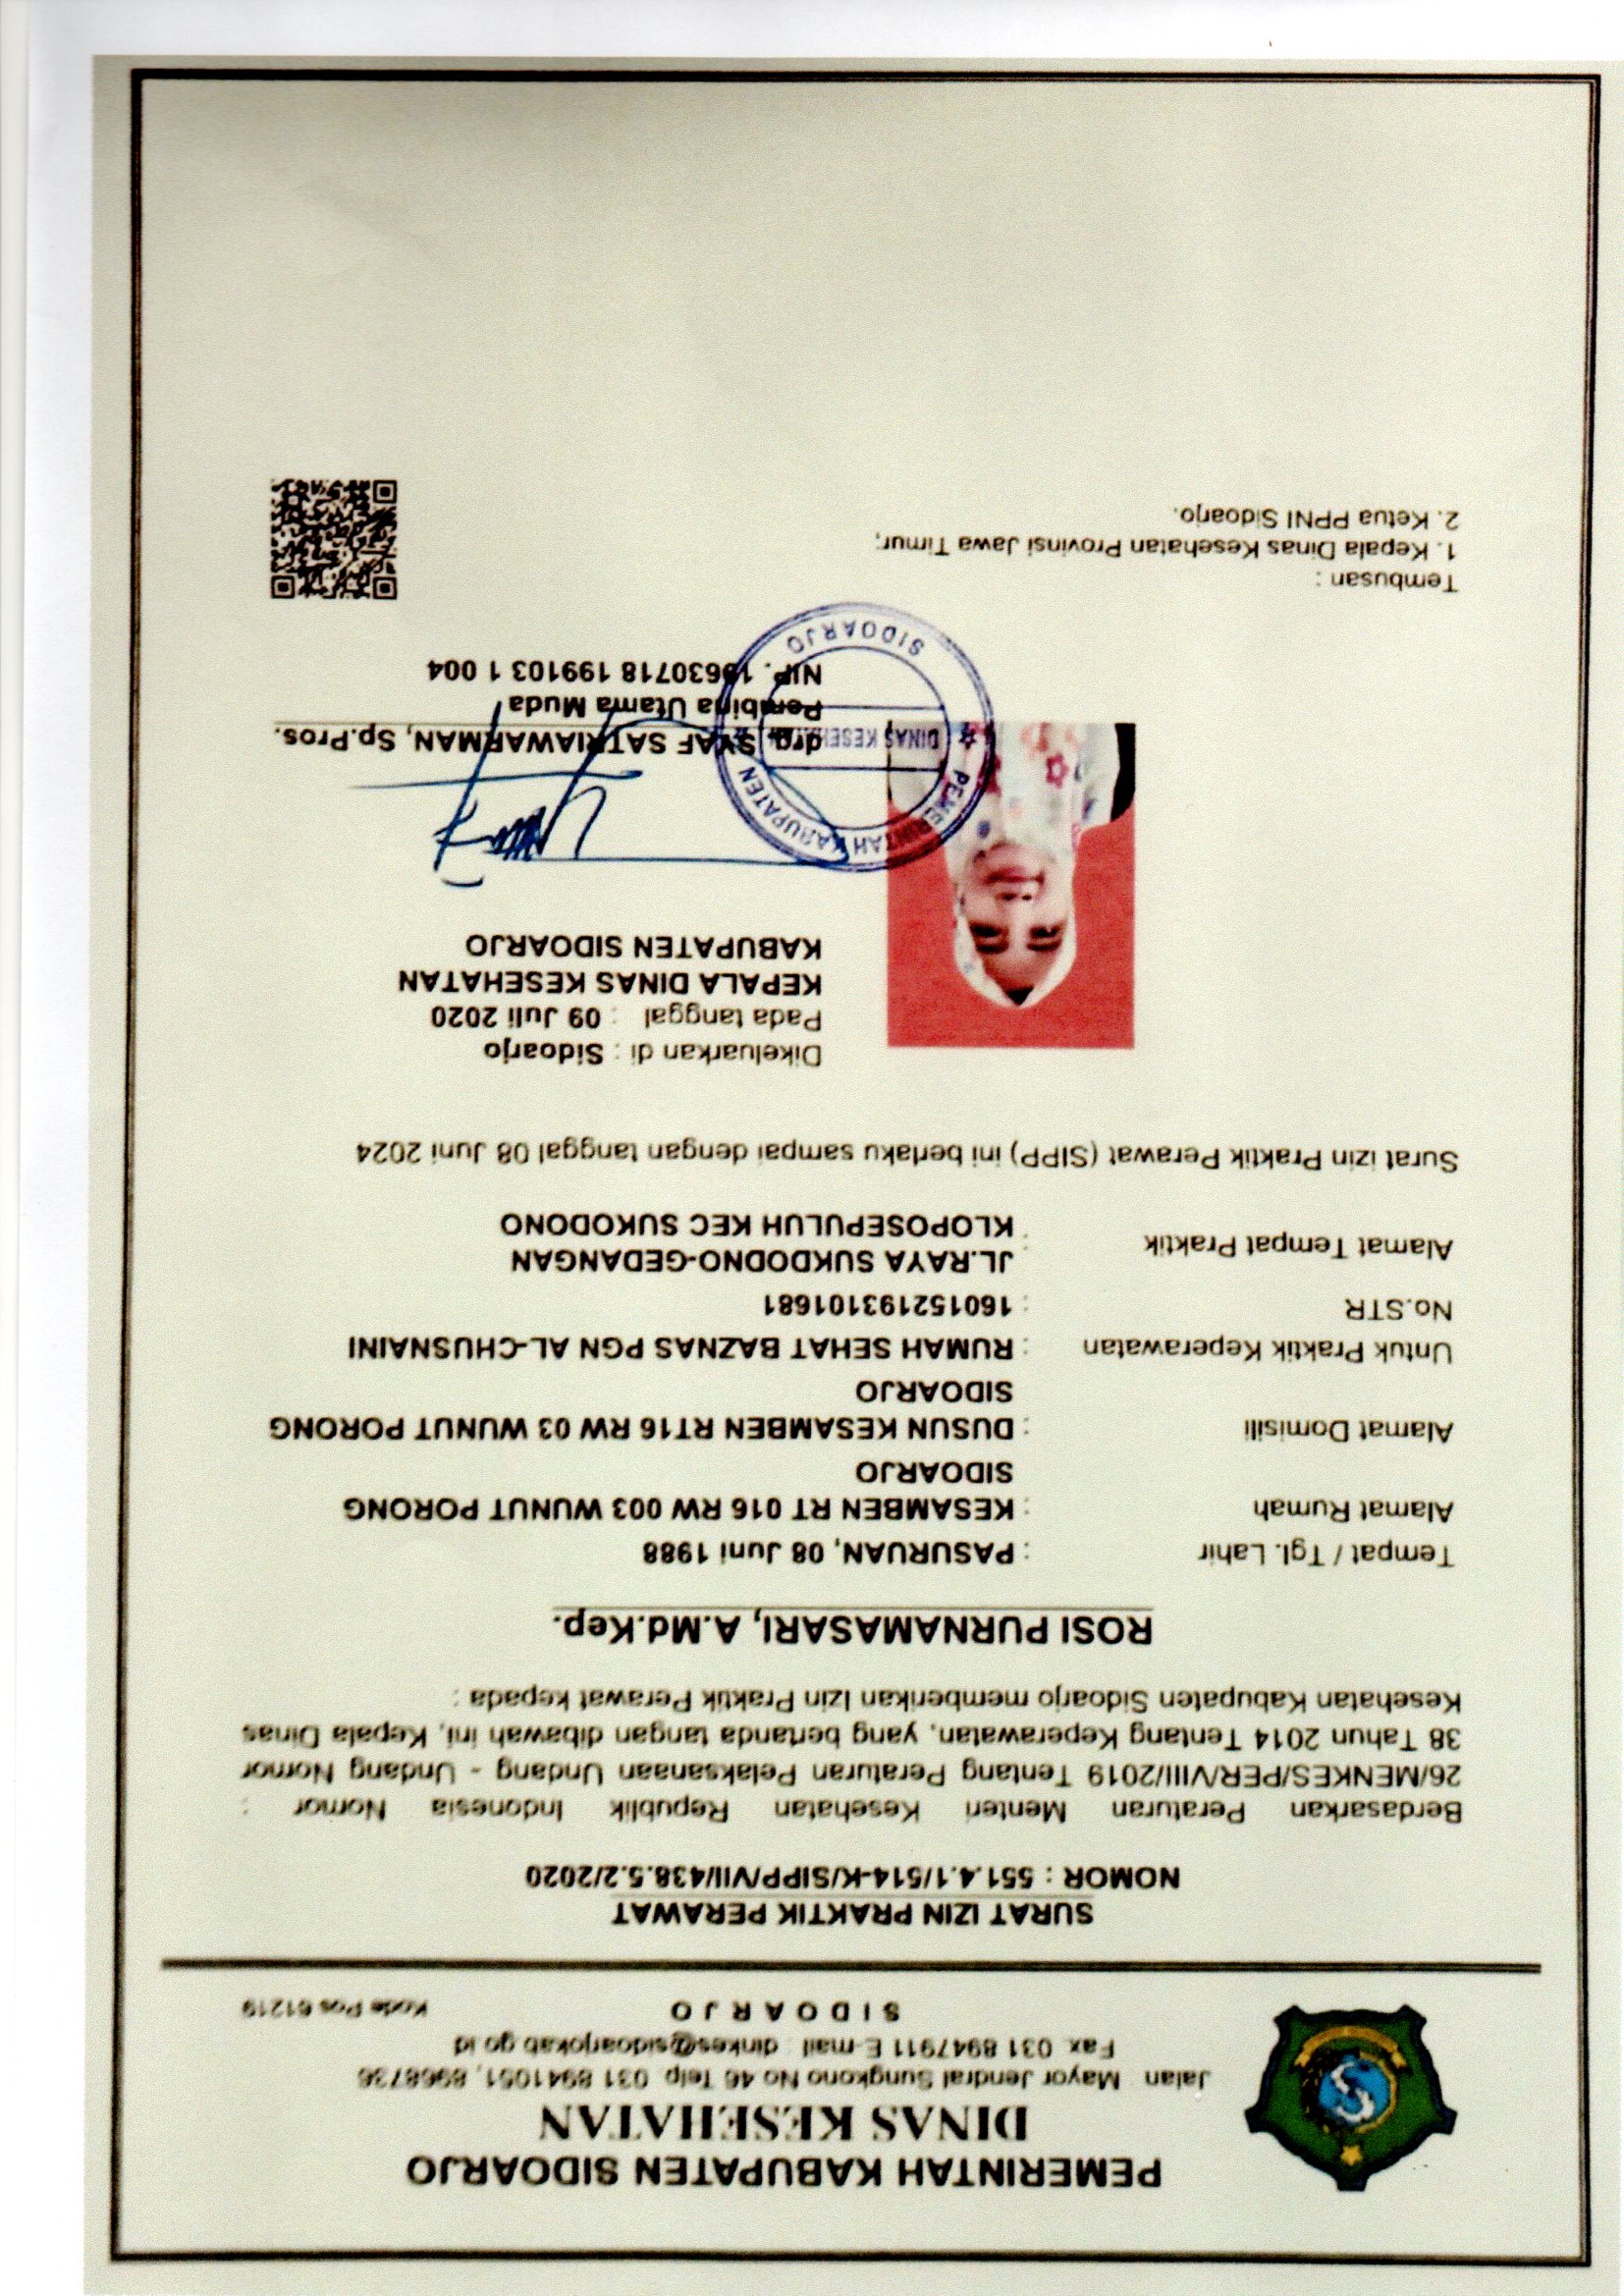 PEMERINTAH KABUPATEN SIDOARJO
DINAS KESEHATAN
Jalan Mayor Jendral Sungkono No 46 Telp 031 8941051, 8968736
Fax 031 8947911 E-mail dinkes@sidoarjokab.go.id
SIDOARJO
Kode Pos 61219
SURAT IZIN PRAKTIK PERAWAT
NOMOR : 551.4.1/514-K/SIPP/VII/438.5.2/2020
Berdasarkan Peraturan Menteri Kesehatan Republik Indonesia Nomor :
26/MENKES/PER/VIII/2019 Tentang Peraturan Pelaksanaan Undang - Undang Nomor
38 Tahun 2014 Tentang Keperawatan, yang bertanda tangan dibawah ini, Kepala Dinas
Kesehatan Kabupaten Sidoarjo memberikan Izin Praktik Perawat kepada :
ROSI PURNAMASARI, A.Md.Kep.
Tempat / Tgl. Lahir : PASURUAN, 08 Juni 1988
Alamat Rumah : KESAMBEN RT 016 RW 003 WUNUT PORONG
SIDOARJO
Alamat Domisili : DUSUN KESAMBEN RT16 RW 03 WUNUT PORONG
SIDOARJO
Untuk Praktik Keperawatan : RUMAH SEHAT BAZNAS PGN AL-CHUSNAINI
No.STR : 160152193101681
Alamat Tempat Praktik : JL.RAYA SUKDODNO-GEDANGAN
KLOPOSEPULUH KEC SUKODONO
Surat izin Praktik Perawat (SIPP) ini berlaku sampai dengan tanggal 08 Juni 2024
Dikeluarkan di : Sidoarjo
Pada tanggal : 09 Juli 2020
KEPALA DINAS KESEHATAN
KABUPATEN SIDOARJO
PEMERINTAH KABUPATEN
DINAS KESEHATAN
SIDOARJO
drg. SYAF SATRIAWARMAN, Sp.Pros.
Pembina Utama Muda
NIP. 19630718 199103 1 004
Tembusan :
1. Kepala Dinas Kesehatan Provinsi Jawa Timur;
2. Ketua PPNI Sidoarjo.